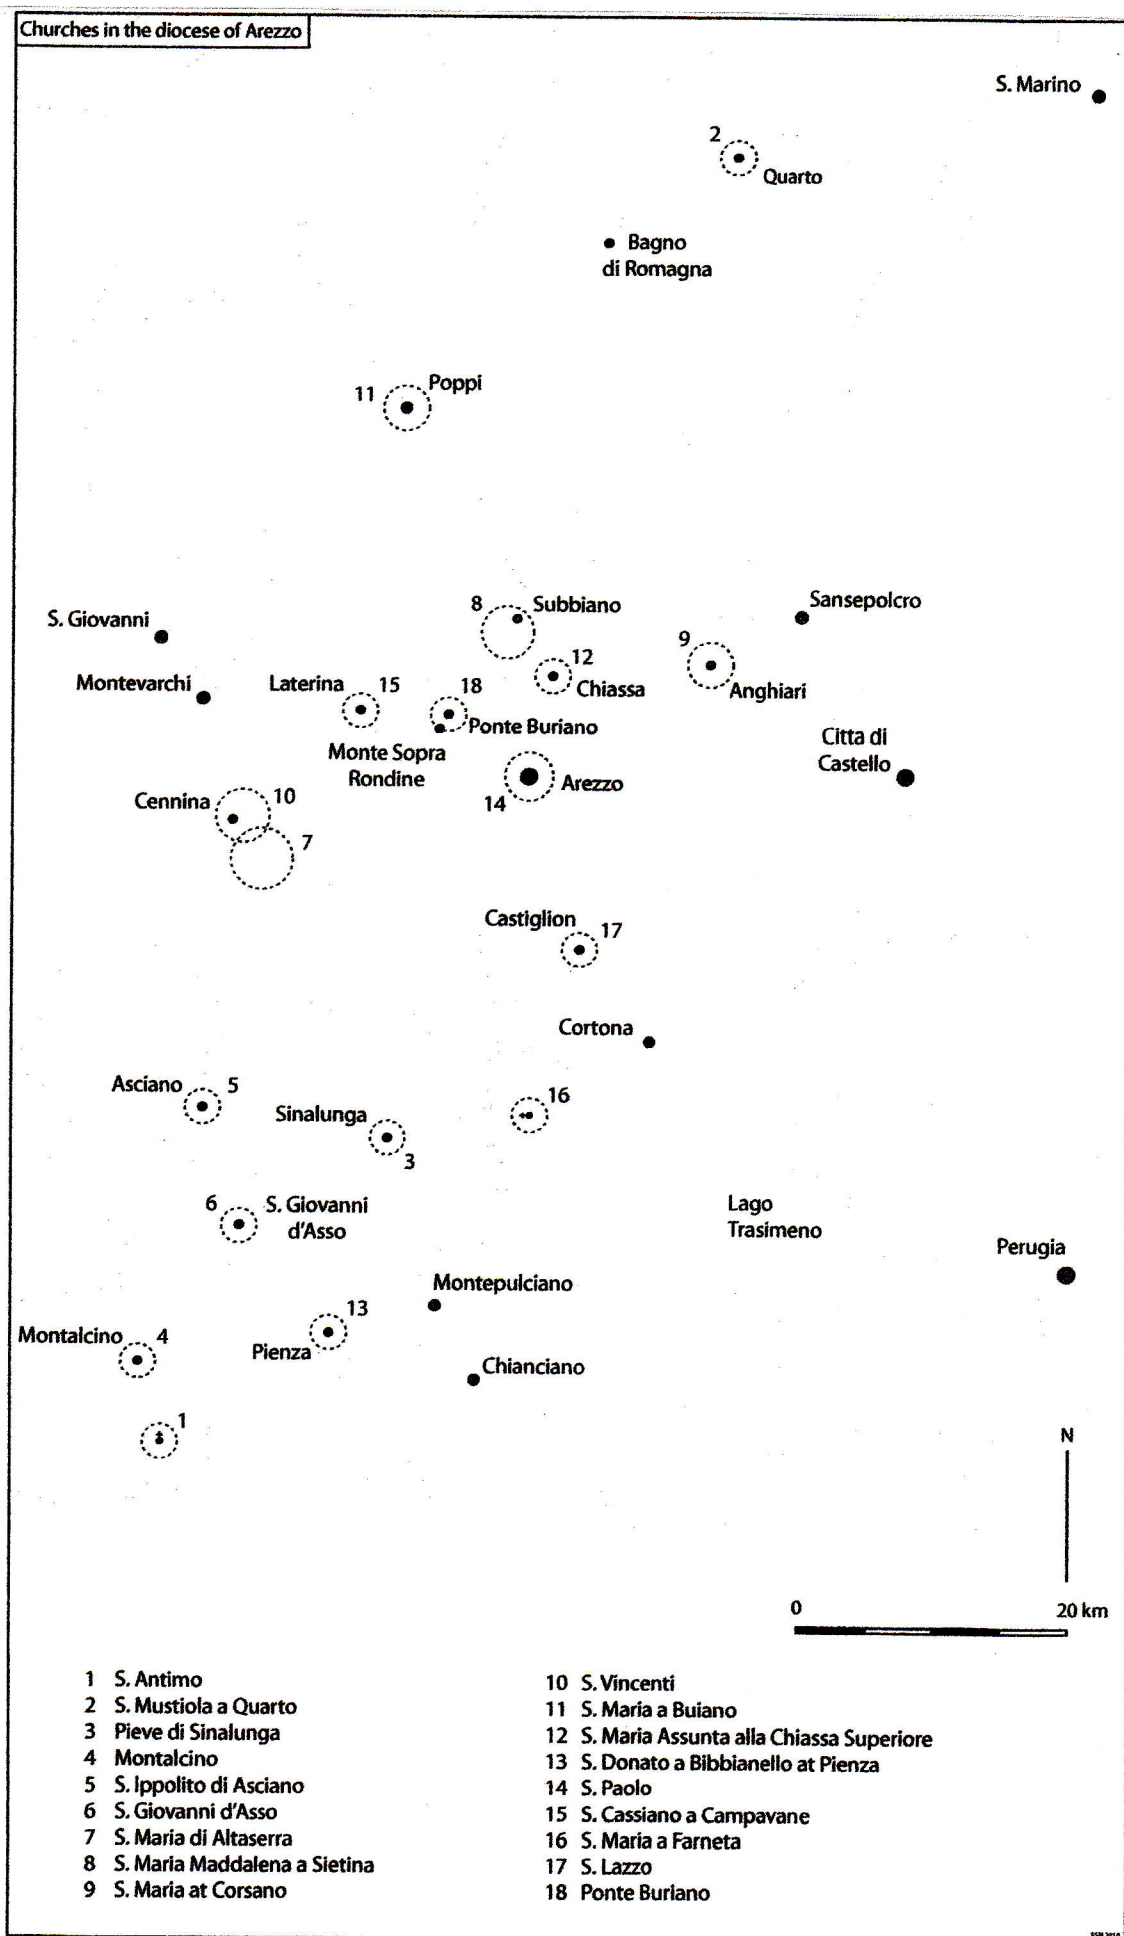 Churches in the diocese of Arezzo
S. Marino
2
Quarto
Bagno
di Romagna
11
Poppi
8
Subbiano
Sansepolcro
S. Giovanni
9
12
Chiassa
Anghiari
Montevarchi
Laterina
15
18
Ponte Buriano
Monte Sopra
Rondine
Citta di
Castello
14
Arezzo
Cennina
10
7
Castiglion
17
Cortona
Asciano
5
16
Sinalunga
3
6
S. Giovanni
d'Asso
Lago
Trasimeno
Perugia
Montepulciano
13
Pienza
Montalcino
4
Chianciano
1
N
0
20 km
1 S. Antimo
2 S. Mustiola a Quarto
3 Pieve di Sinalunga
4 Montalcino
5 S. Ippolito di Asciano
6 S. Giovanni d'Asso
7 S. Maria di Altaserra
8 S. Maria Maddalena a Sietina
9 S. Maria at Corsano
10 S. Vincenti
11 S. Maria a Buiano
12 S. Maria Assunta alla Chiassa Superiore
13 S. Donato a Bibbianello at Pienza
14 S. Paolo
15 S. Cassiano a Campavane
16 S. Maria a Farneta
17 S. Lazzo
18 Ponte Buriano